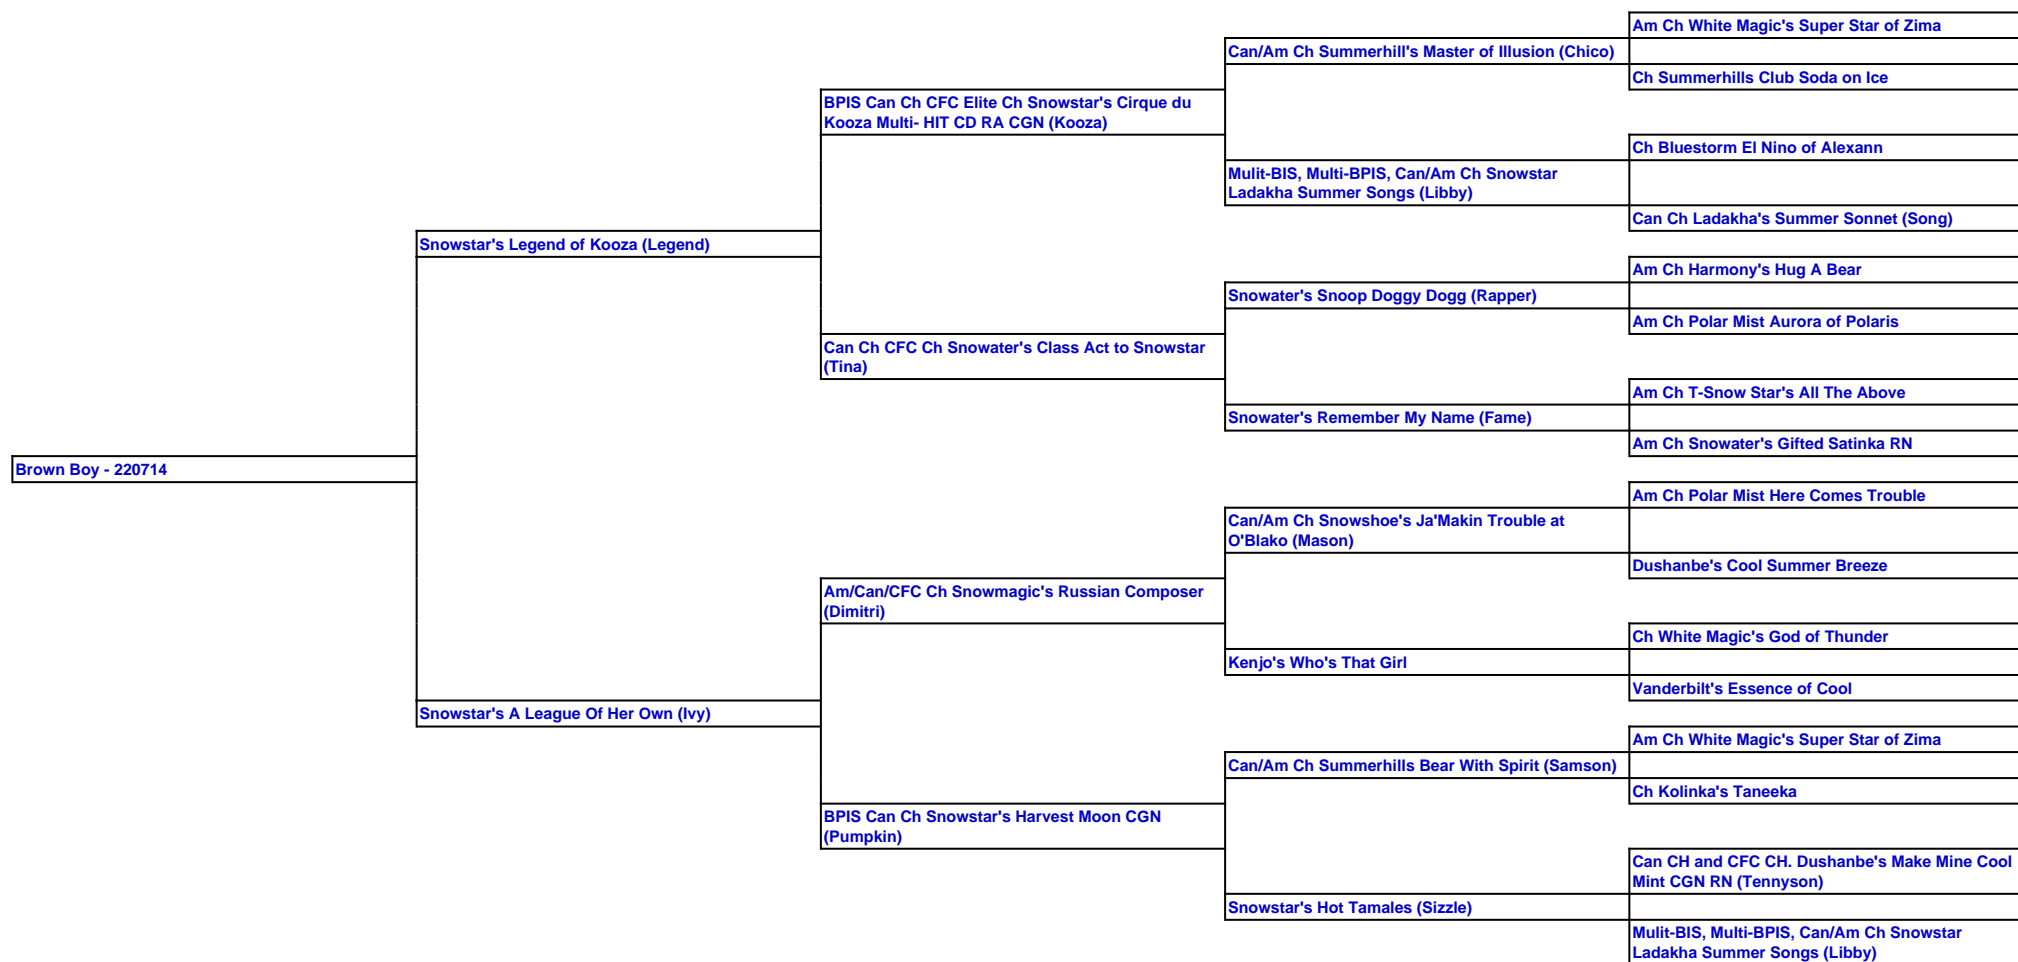 Am Ch White Magic's Super Star of Zima
Can/Am Ch Summerhill's Master of Illusion (Chico)
Ch Summerhills Club Soda on Ice
BPIS Can Ch CFC Elite Ch Snowstar's Cirque du
Kooza Multi- HIT CD RA CGN (Kooza)
Ch Bluestorm El Nino of Alexann
Mulit-BIS, Multi-BPIS, Can/Am Ch Snowstar
Ladakha Summer Songs (Libby)
Can Ch Ladakha's Summer Sonnet (Song)
Snowstar's Legend of Kooza (Legend)
Am Ch Harmony's Hug A Bear
Snowater's Snoop Doggy Dogg (Rapper)
Am Ch Polar Mist Aurora of Polaris
Can Ch CFC Ch Snowater's Class Act to Snowstar
(Tina)
Am Ch T-Snow Star's All The Above
Snowater's Remember My Name (Fame)
Am Ch Snowater's Gifted Satinka RN
Brown Boy - 220714
Am Ch Polar Mist Here Comes Trouble
Can/Am Ch Snowshoe's Ja'Makin Trouble at
O'Blako (Mason)
Dushanbe's Cool Summer Breeze
Am/Can/CFC Ch Snowmagic's Russian Composer
(Dimitri)
Ch White Magic's God of Thunder
Kenjo's Who's That Girl
Vanderbilt's Essence of Cool
Snowstar's A League Of Her Own (Ivy)
Am Ch White Magic's Super Star of Zima
Can/Am Ch Summerhills Bear With Spirit (Samson)
Ch Kolinka's Taneeka
BPIS Can Ch Snowstar's Harvest Moon CGN
(Pumpkin)
Can CH and CFC CH. Dushanbe's Make Mine Cool
Mint CGN RN (Tennyson)
Snowstar's Hot Tamales (Sizzle)
Mulit-BIS, Multi-BPIS, Can/Am Ch Snowstar
Ladakha Summer Songs (Libby)